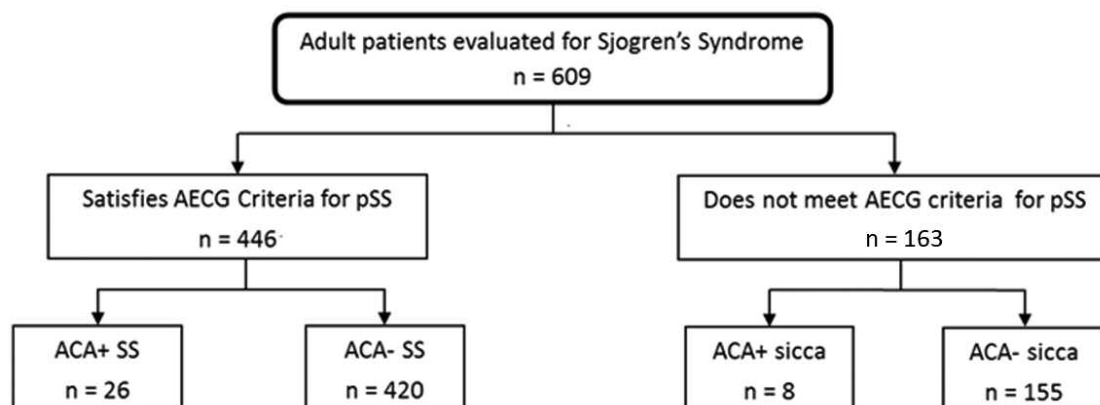 Adult patients evaluated for Sjogren's Syndrome
n = 609
Satisfies AECG Criteria for pSS
n = 446
Does not meet AECG criteria for pSS
n = 163
ACA+ SS
n = 26
ACA- SS
n = 420
ACA+ sicca
n = 8
ACA- sicca
n = 155